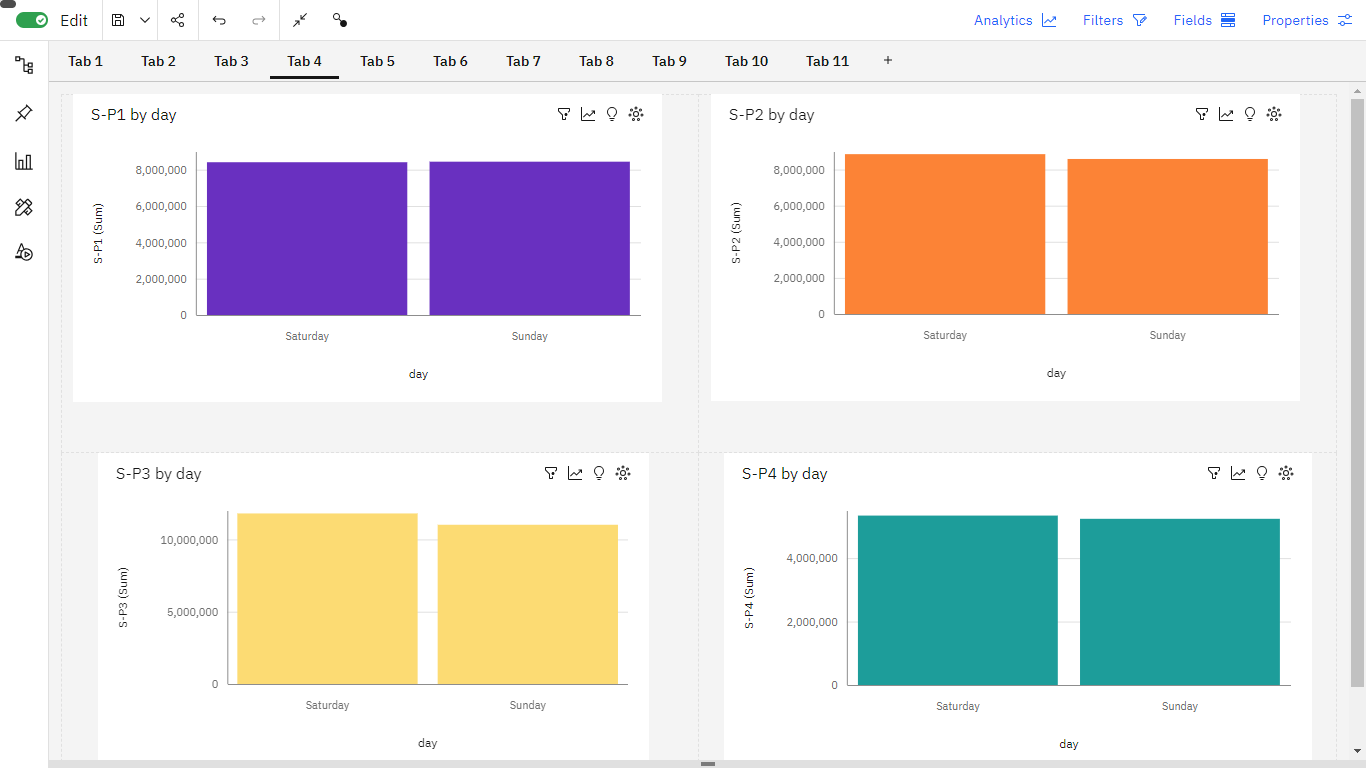 Edit
Analytics
Filters
Fields
Properties
Tab 1
Tab 2
Tab 3
Tab 4
Tab 5
Tab 6
Tab 7
Tab 8
Tab 9
Tab 10
Tab 11
+
S-P1 by day
8,000,000
6,000,000
4,000,000
2,000,000
0
S-P1 (Sum)
Saturday
Sunday
day
S-P2 by day
8,000,000
6,000,000
4,000,000
2,000,000
0
S-P2 (Sum)
Saturday
Sunday
day
S-P3 by day
10,000,000
5,000,000
0
S-P3 (Sum)
Saturday
Sunday
day
S-P4 by day
4,000,000
2,000,000
0
S-P4 (Sum)
Saturday
Sunday
day